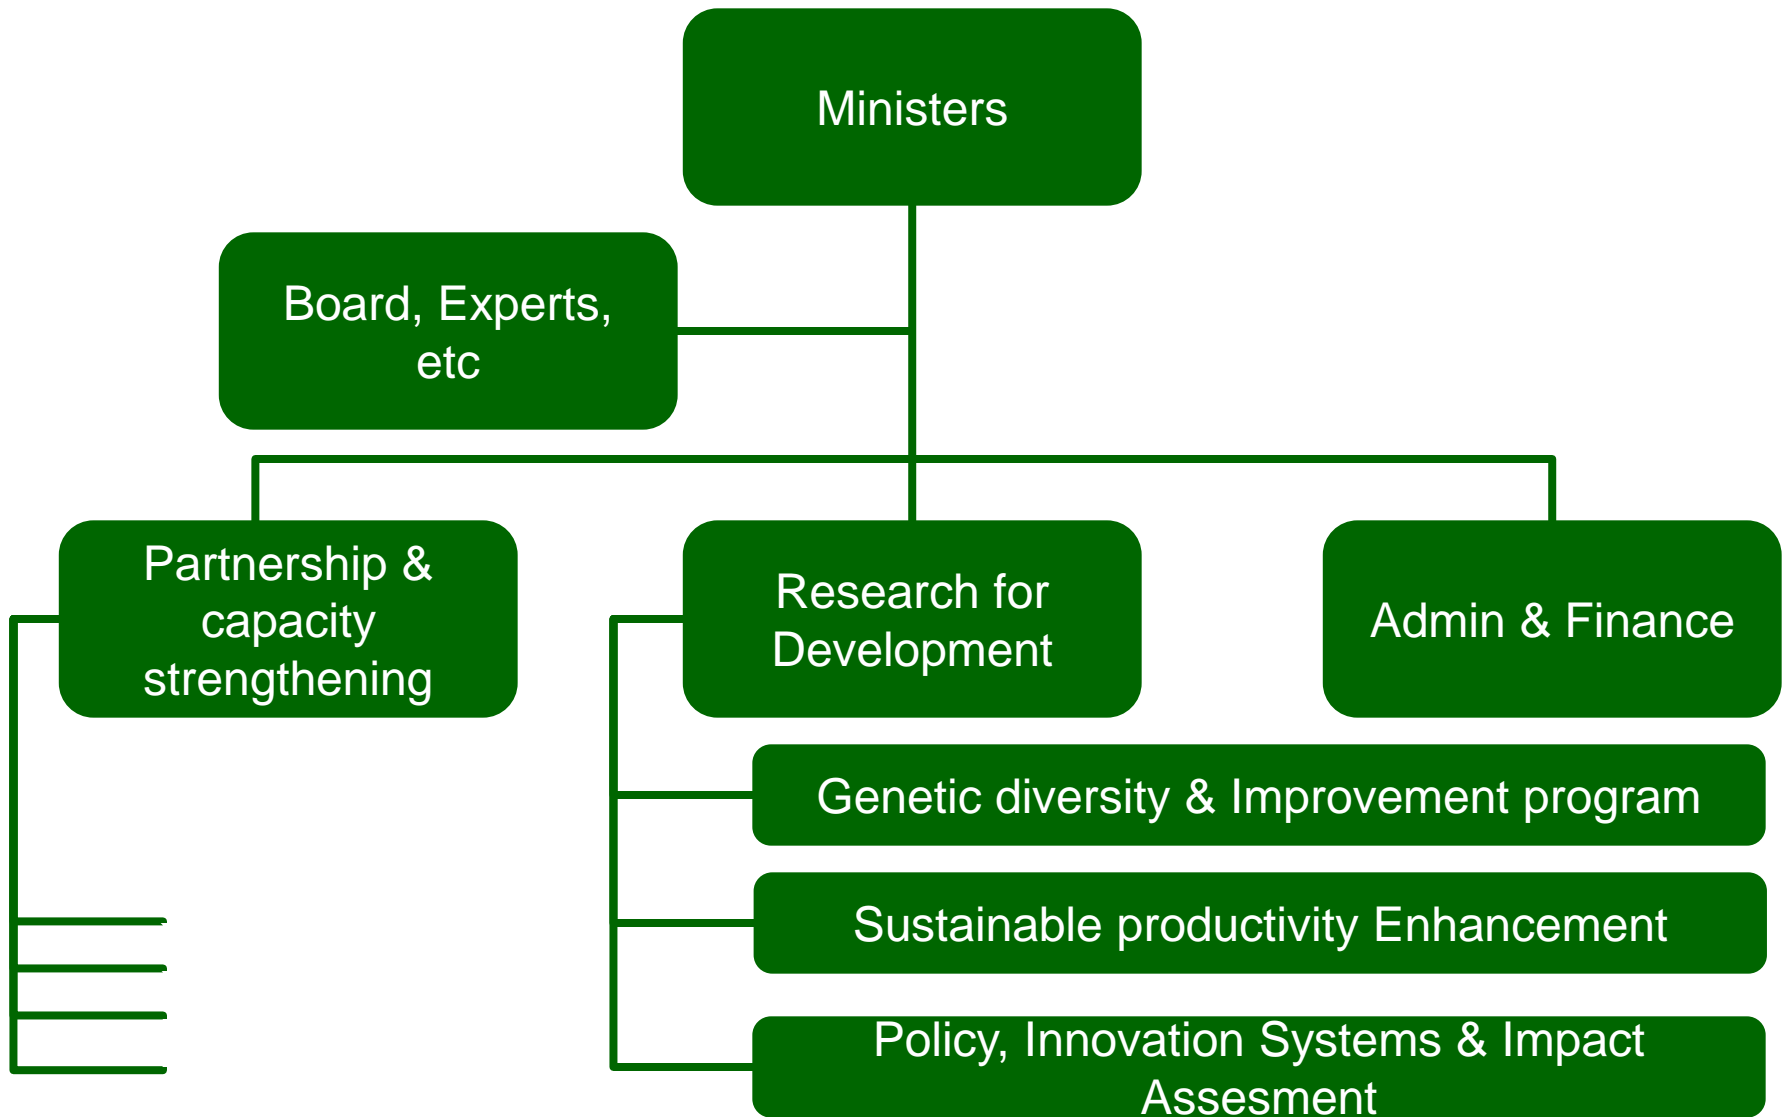 Ministers
Board, Experts,
etc
Partnership &
capacity
strengthening
Research for
Development
Admin & Finance
Genetic diversity & Improvement program
Sustainable productivity Enhancement
Policy, Innovation Systems & Impact
Assesment